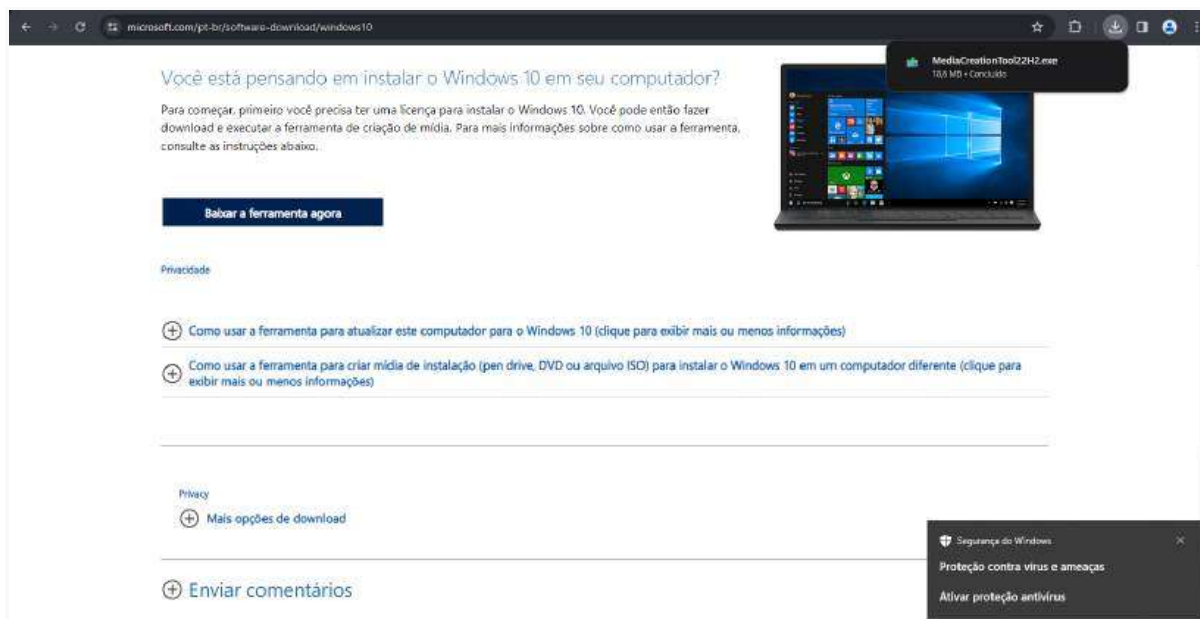 microsoft.com/pt-br/software-download/windows10
MediaCreationTool22H2.exe
18,6 MB • Concluído
Você está pensando em instalar o Windows 10 em seu computador?
Para começar, primeiro você precisa ter uma licença para instalar o Windows 10. Você pode então fazer
download e executar a ferramenta de criação de mídia. Para mais informações sobre como usar a ferramenta,
consulte as instruções abaixo.
Baixar a ferramenta agora
Privacidade
Como usar a ferramenta para atualizar este computador para o Windows 10 (clique para exibir mais ou menos informações)
Como usar a ferramenta para criar mídia de instalação (pen drive, DVD ou arquivo ISO) para instalar o Windows 10 em um computador diferente (clique para
exibir mais ou menos informações)
Privacy
Mais opções de download
Enviar comentários
Segurança do Windows
Proteção contra vírus e ameaças
Ativar proteção antivírus